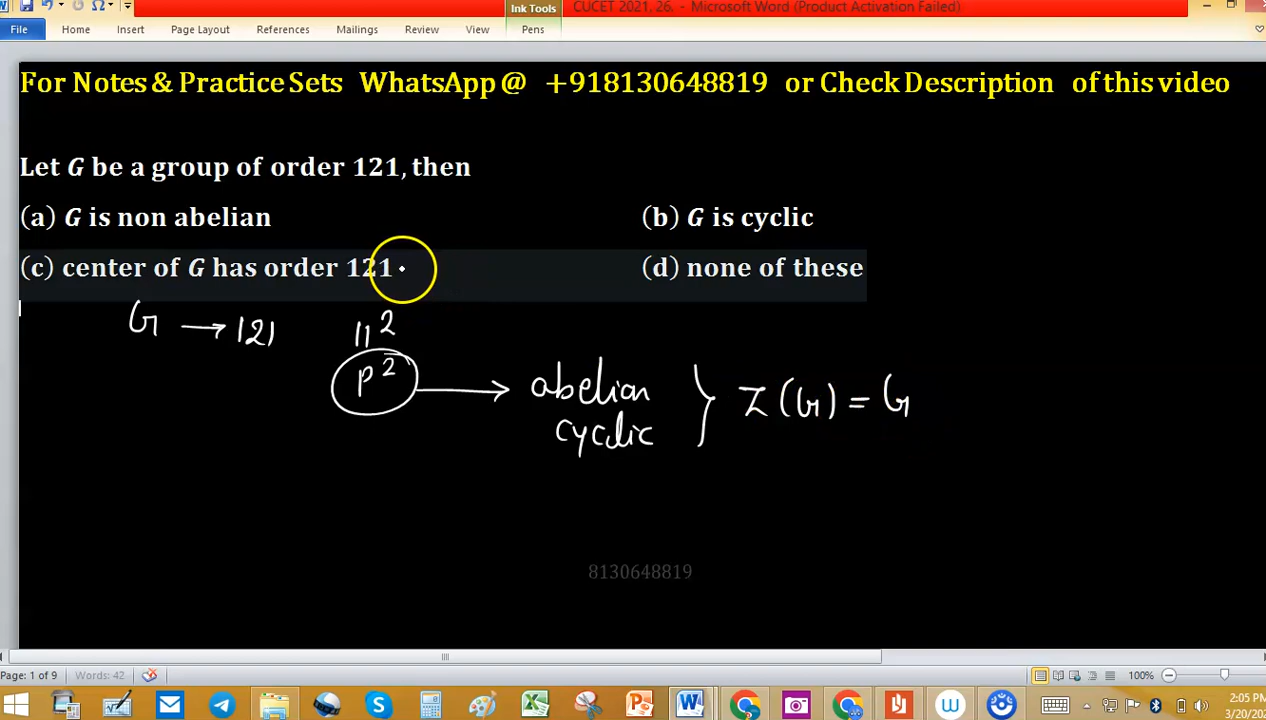 Ink Tools
CUCET 2021, 26. - Microsoft Word (Product Activation Failed)
File Home Insert Page Layout References Mailings Review View Pens
For Notes & Practice Sets WhatsApp @ +918130648819 or Check Description of this video
Let G be a group of order 121, then
(a) G is non abelian (b) G is cyclic
(c) center of G has order 121 (d) none of these
G → 121 11²
p² → abelian } Z(G) = G
cyclic
8130648819
Page: 1 of 9 Words: 42 100%
2:05 PM
3/20/20